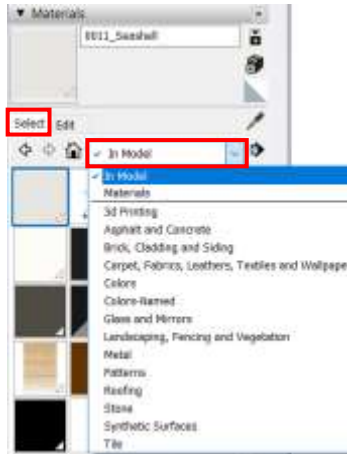 ▼ Materials
0011_Seashell
Select Edit
✓ In Model
✓ In Model
Materials
3d Printing
Asphalt and Concrete
Brick, Cladding and Siding
Carpet, Fabrics, Leathers, Textiles and Wallpape
Colors
Colors-Named
Glass and Mirrors
Landscaping, Fencing and Vegetation
Metal
Patterns
Roofing
Stone
Synthetic Surfaces
Tile